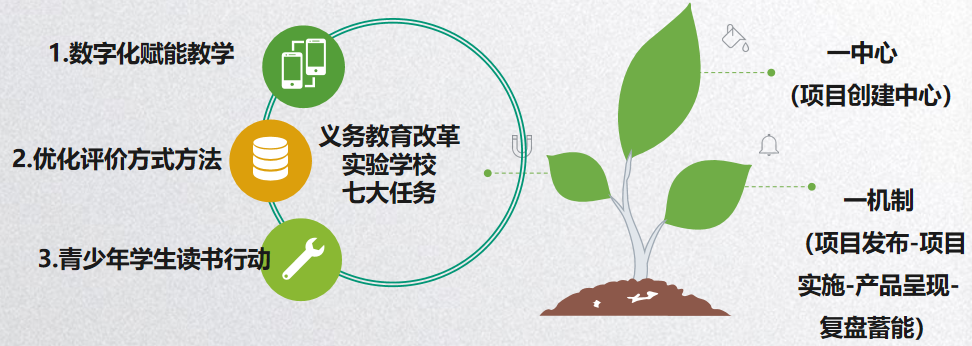 1.数字化赋能教学
2.优化评价方式方法
3.青少年学生读书行动
义务教育改革
实验学校
七大任务
一中心
（项目创建中心）
一机制
（项目发布-项目
实施-产品呈现-
复盘蓄能）